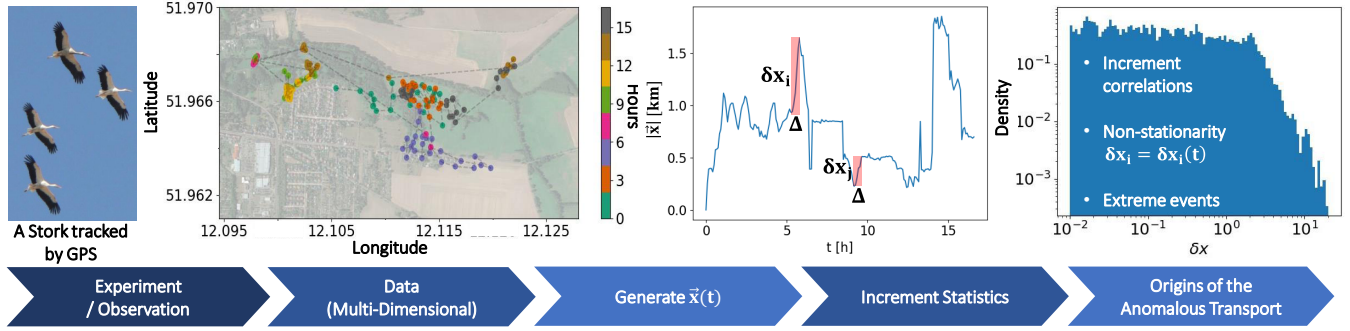 A Stork tracked
by GPS
Latitude
51.970
51.966
51.962
12.095
12.105
12.115
12.125
Longitude
15
12
9
6
3
0
Hours
|x⃗| [km]
1.5
1.0
0.5
0.0
0
5
10
15
t [h]
δxᵢ
Δ
δxⱼ
Δ
Density
10⁻¹
10⁻²
10⁻³
10⁻²
10⁻¹
10⁰
10¹
δx
• Increment
correlations
• Non-stationarity
δxᵢ = δxᵢ(t)
• Extreme events
Experiment
/ Observation
Data
(Multi-Dimensional)
Generate x⃗(t)
Increment Statistics
Origins of the
Anomalous Transport